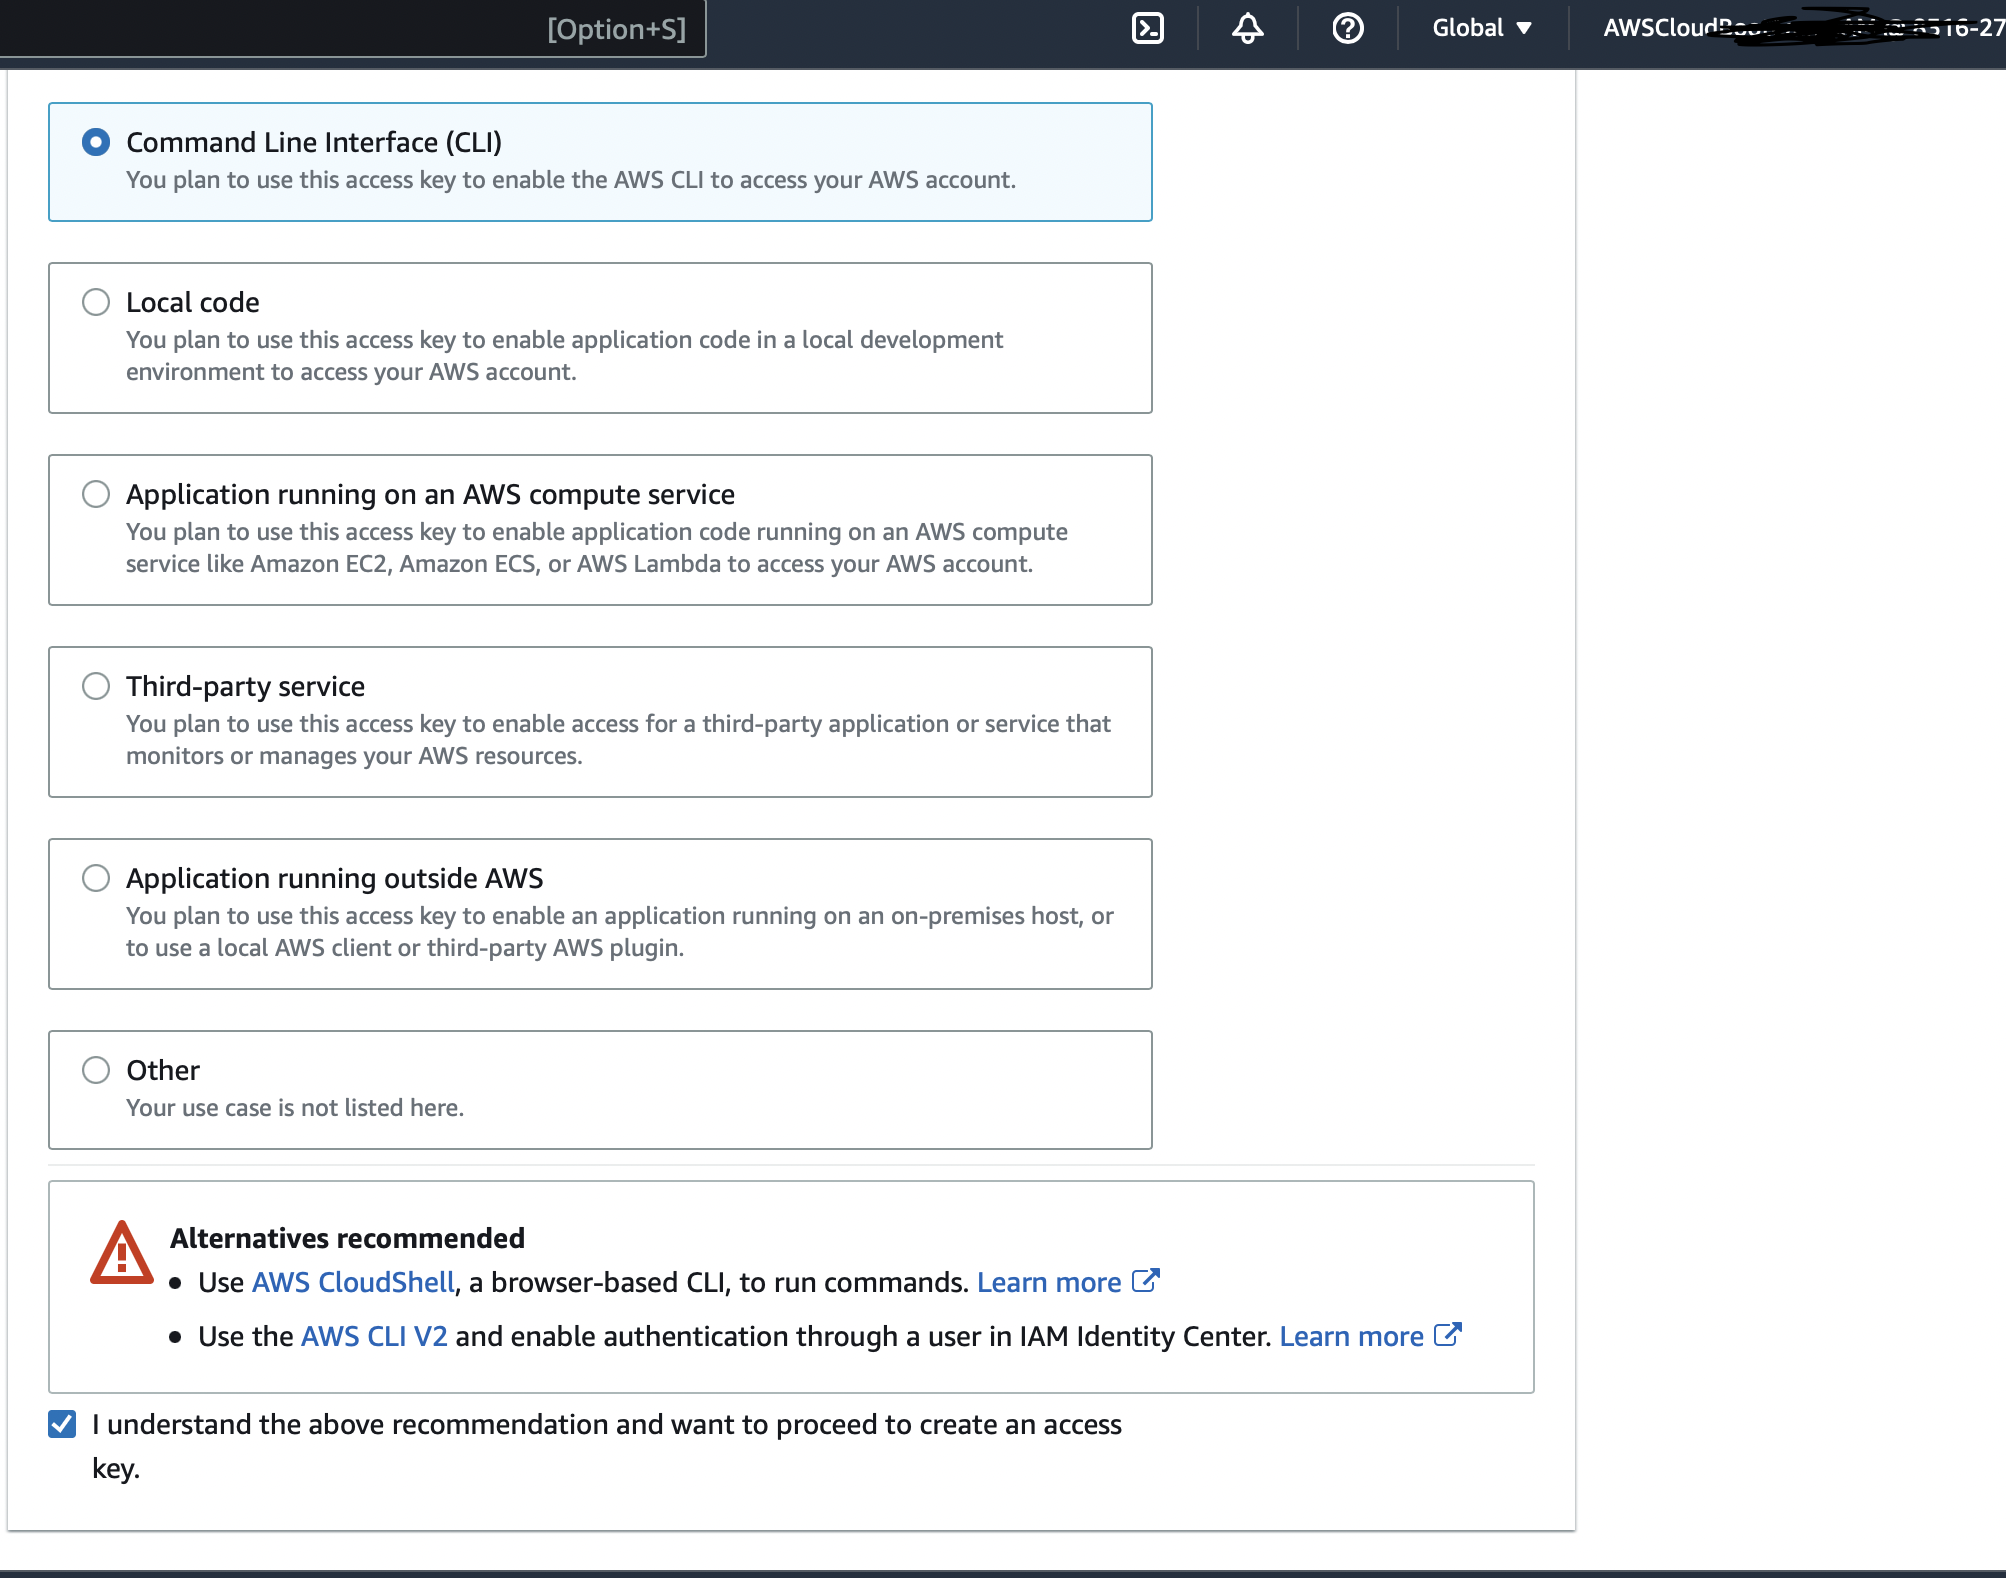 [Option+S]
Global
AWSCloud
Command Line Interface (CLI)
You plan to use this access key to enable the AWS CLI to access your AWS account.
Local code
You plan to use this access key to enable application code in a local development
environment to access your AWS account.
Application running on an AWS compute service
You plan to use this access key to enable application code running on an AWS compute
service like Amazon EC2, Amazon ECS, or AWS Lambda to access your AWS account.
Third-party service
You plan to use this access key to enable access for a third-party application or service that
monitors or manages your AWS resources.
Application running outside AWS
You plan to use this access key to enable an application running on an on-premises host, or
to use a local AWS client or third-party AWS plugin.
Other
Your use case is not listed here.
Alternatives recommended
Use AWS CloudShell, a browser-based CLI, to run commands. Learn more
Use the AWS CLI V2 and enable authentication through a user in IAM Identity Center. Learn more
I understand the above recommendation and want to proceed to create an access
key.